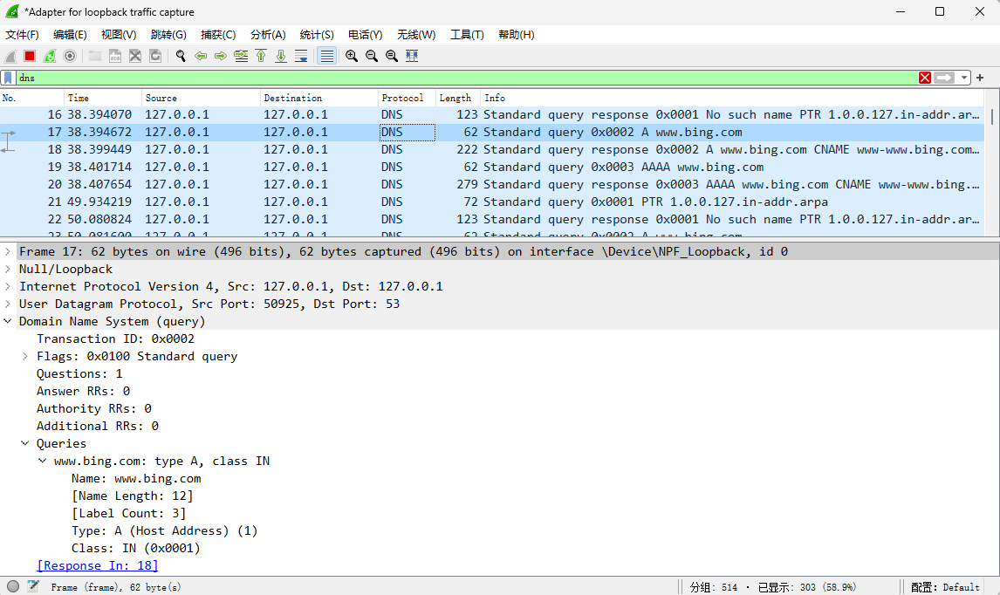 *Adapter for loopback traffic capture
文件(F) 编辑(E) 视图(V) 跳转(G) 捕获(C) 分析(A) 统计(S) 电话(Y) 无线(W) 工具(T) 帮助(H)
dns
No. Time Source Destination Protocol Length Info
16 38.394070 127.0.0.1 127.0.0.1 DNS 123 Standard query response 0x0001 No such name PTR 1.0.0.127.in-addr.ar…
17 38.394672 127.0.0.1 127.0.0.1 DNS 62 Standard query 0x0002 A www.bing.com
18 38.399449 127.0.0.1 127.0.0.1 DNS 222 Standard query response 0x0002 A www.bing.com CNAME www-www.bing.com…
19 38.401714 127.0.0.1 127.0.0.1 DNS 62 Standard query 0x0003 AAAA www.bing.com
20 38.407654 127.0.0.1 127.0.0.1 DNS 279 Standard query response 0x0003 AAAA www.bing.com CNAME www-www.bing.…
21 49.934219 127.0.0.1 127.0.0.1 DNS 72 Standard query 0x0001 PTR 1.0.0.127.in-addr.arpa
22 50.080824 127.0.0.1 127.0.0.1 DNS 123 Standard query response 0x0001 No such name PTR 1.0.0.127.in-addr.ar…
23 50.081600 127.0.0.1 127.0.0.1 DNS 62 Standard query 0x0002 A www.bing.com
Frame 17: 62 bytes on wire (496 bits), 62 bytes captured (496 bits) on interface \Device\NPF_Loopback, id 0
Null/Loopback
Internet Protocol Version 4, Src: 127.0.0.1, Dst: 127.0.0.1
User Datagram Protocol, Src Port: 50925, Dst Port: 53
Domain Name System (query)
Transaction ID: 0x0002
Flags: 0x0100 Standard query
Questions: 1
Answer RRs: 0
Authority RRs: 0
Additional RRs: 0
Queries
www.bing.com: type A, class IN
Name: www.bing.com
[Name Length: 12]
[Label Count: 3]
Type: A (Host Address) (1)
Class: IN (0x0001)
[Response In: 18]
Frame (frame), 62 byte(s) 分组: 514 · 已显示: 303 (58.9%) 配置: Default